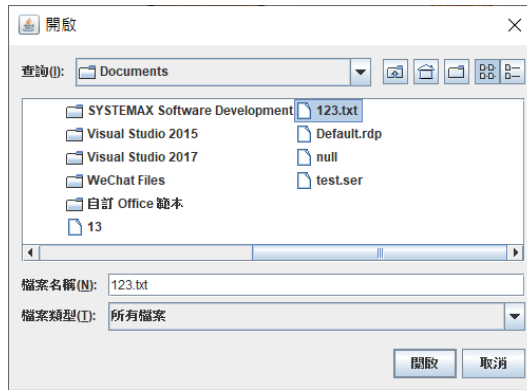 開啟
查詢(I): Documents
SYSTEMAX Software Development
Visual Studio 2015
Visual Studio 2017
WeChat Files
自訂 Office 範本
13
123.txt
Default.rdp
null
test.ser
檔案名稱(N): 123.txt
檔案類型(T): 所有檔案
開啟 取消